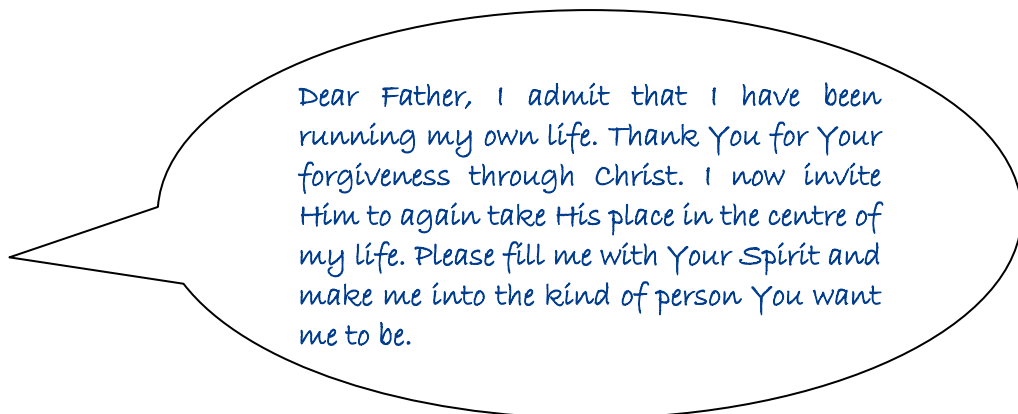 Dear Father, I admit that I have been
running my own life. Thank You for Your
forgiveness through Christ. I now invite
Him to again take His place in the centre of
my life. Please fill me with Your Spirit and
make me into the kind of person You want
me to be.